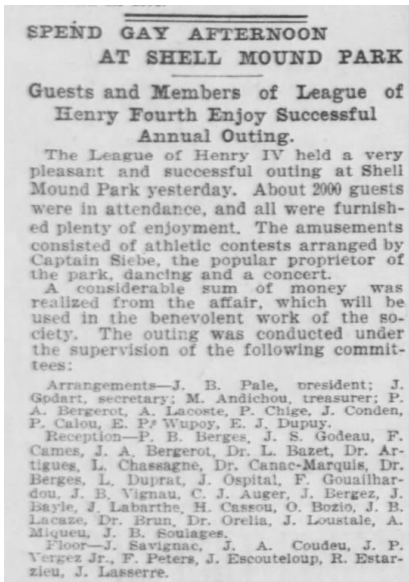 SPEND GAY AFTERNOON
AT SHELL MOUND PARK
Guests and Members of League of
Henry Fourth Enjoy Successful
Annual Outing.
The League of Henry IV held a very
pleasant and successful outing at Shell
Mound Park yesterday. About 2000 guests
were in attendance, and all were furnish-
ed plenty of enjoyment. The amusements
consisted of athletic contests arranged by
Captain Siebe, the popular proprietor of
the park, dancing and a concert.
A considerable sum of money was
realized from the affair, which will be
used in the benevolent work of the so-
ciety. The outing was conducted under
the supervision of the following commit-
tees:
Arrangements—J. B. Pale, president; J.
Godart, secretary; M. Andichou, treasurer; P.
A. Bergerot, A. Lacoste, P. Chige, J. Conden,
P. Calou, E. P. Wupoy, E. J. Dupuy.
Reception—P. B. Berges, J. S. Godeau, F.
Cames, J. A. Bergerot, Dr. L. Bazet, Dr. Ar-
tigues, L. Chassagne, Dr. Canac-Marquis, Dr.
Berges, L. Duprat, J. Ospital, F. Gouailhar-
dou, J. B. Vignau, C. J. Auger, J. Bergez, J.
Bayle, J. Labarthe, H. Cassou, O. Bozio, J. B.
Lacaze, Dr. Brun, Dr. Orelia, J. Loustale, A.
Miqueu, J. B. Soulages.
Floor—J. Savignac, J. A. Coudeu, J. P.
Vergez Jr., F. Peters, J. Escouteloup, R. Estar-
zieu, J. Lasserre.